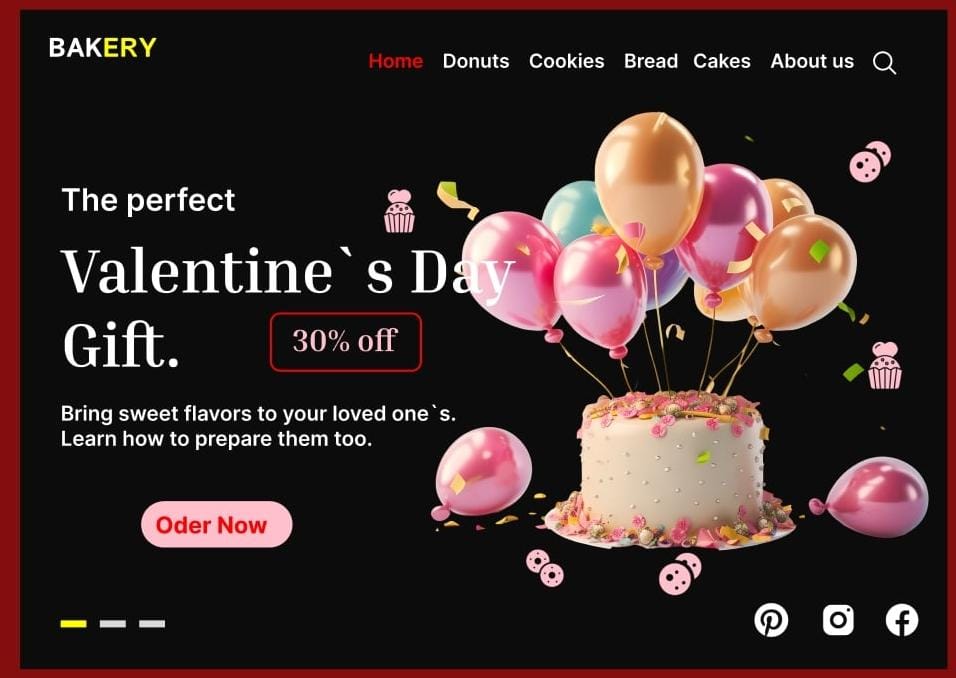 BAKERY
Home Donuts Cookies Bread Cakes About us
The perfect
Valentine`s Day
Gift.
30% off
Bring sweet flavors to your loved one`s.
Learn how to prepare them too.
Oder Now